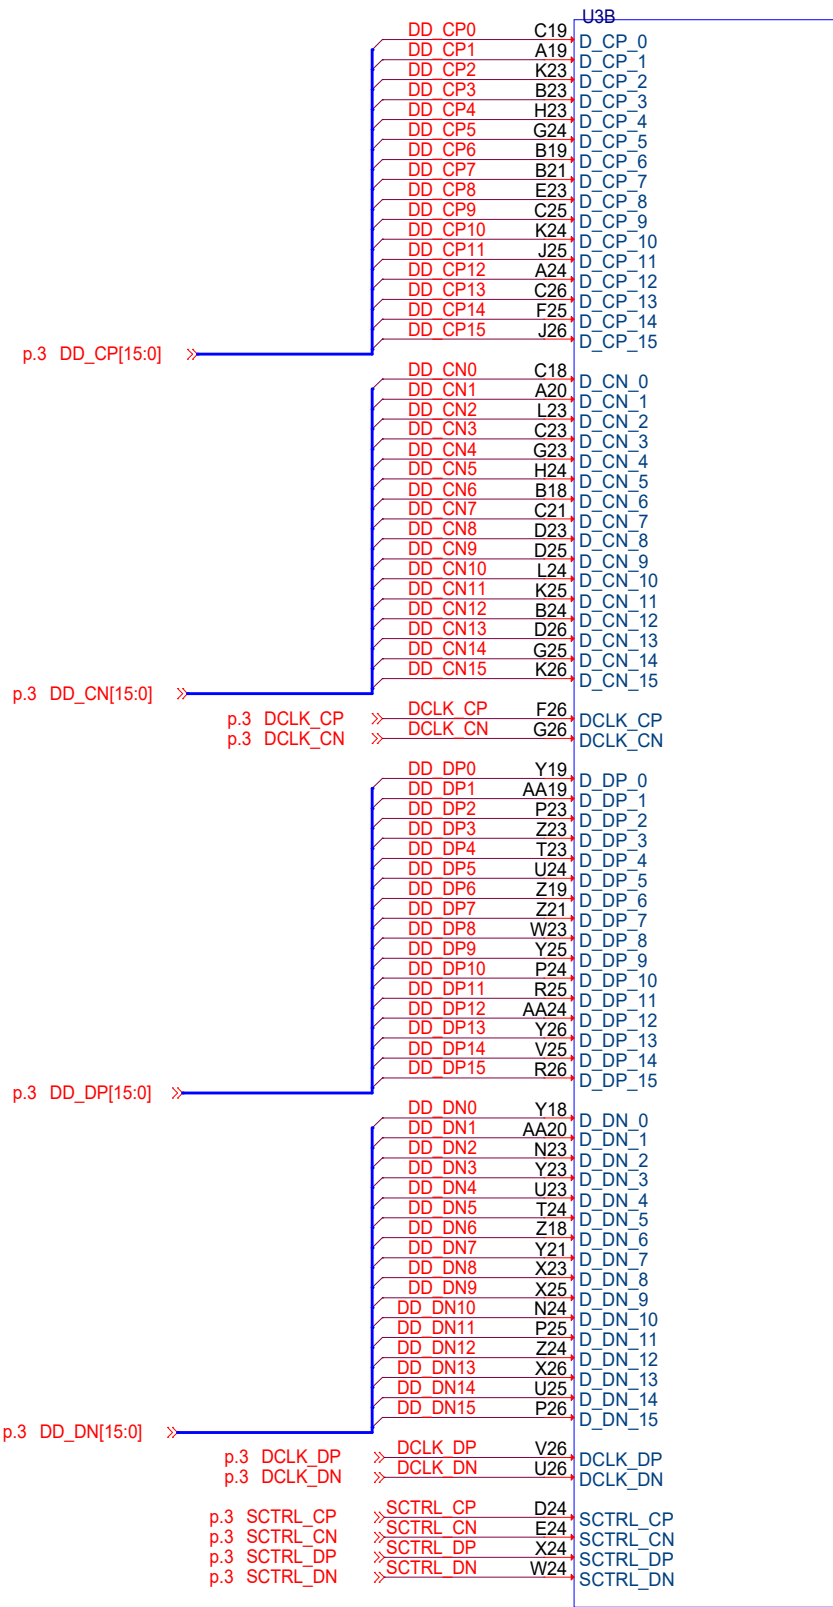 U3B
DD_CP0 C19 D_CP_0
DD_CP1 A19 D_CP_1
DD_CP2 K23 D_CP_2
DD_CP3 B23 D_CP_3
DD_CP4 H23 D_CP_4
DD_CP5 G24 D_CP_5
DD_CP6 B19 D_CP_6
DD_CP7 B21 D_CP_7
DD_CP8 E23 D_CP_8
DD_CP9 C25 D_CP_9
DD_CP10 K24 D_CP_10
DD_CP11 J25 D_CP_11
DD_CP12 A24 D_CP_12
DD_CP13 C26 D_CP_13
DD_CP14 F25 D_CP_14
DD_CP15 J26 D_CP_15
p.3 DD_CP[15:0]
DD_CN0 C18 D_CN_0
DD_CN1 A20 D_CN_1
DD_CN2 L23 D_CN_2
DD_CN3 C23 D_CN_3
DD_CN4 G23 D_CN_4
DD_CN5 H24 D_CN_5
DD_CN6 B18 D_CN_6
DD_CN7 C21 D_CN_7
DD_CN8 D23 D_CN_8
DD_CN9 D25 D_CN_9
DD_CN10 L24 D_CN_10
DD_CN11 K25 D_CN_11
DD_CN12 B24 D_CN_12
DD_CN13 D26 D_CN_13
DD_CN14 G25 D_CN_14
DD_CN15 K26 D_CN_15
p.3 DD_CN[15:0]
p.3 DCLK_CP DCLK_CP F26 DCLK_CP
p.3 DCLK_CN DCLK_CN G26 DCLK_CN
DD_DP0 Y19 D_DP_0
DD_DP1 AA19 D_DP_1
DD_DP2 P23 D_DP_2
DD_DP3 Z23 D_DP_3
DD_DP4 T23 D_DP_4
DD_DP5 U24 D_DP_5
DD_DP6 Z19 D_DP_6
DD_DP7 Z21 D_DP_7
DD_DP8 W23 D_DP_8
DD_DP9 Y25 D_DP_9
DD_DP10 P24 D_DP_10
DD_DP11 R25 D_DP_11
DD_DP12 AA24 D_DP_12
DD_DP13 Y26 D_DP_13
DD_DP14 V25 D_DP_14
DD_DP15 R26 D_DP_15
p.3 DD_DP[15:0]
DD_DN0 Y18 D_DN_0
DD_DN1 AA20 D_DN_1
DD_DN2 N23 D_DN_2
DD_DN3 Y23 D_DN_3
DD_DN4 U23 D_DN_4
DD_DN5 T24 D_DN_5
DD_DN6 Z18 D_DN_6
DD_DN7 Y21 D_DN_7
DD_DN8 X23 D_DN_8
DD_DN9 X25 D_DN_9
DD_DN10 N24 D_DN_10
DD_DN11 P25 D_DN_11
DD_DN12 Z24 D_DN_12
DD_DN13 X26 D_DN_13
DD_DN14 U25 D_DN_14
DD_DN15 P26 D_DN_15
p.3 DD_DN[15:0]
p.3 DCLK_DP DCLK_DP V26 DCLK_DP
p.3 DCLK_DN DCLK_DN U26 DCLK_DN
p.3 SCTRL_CP SCTRL_CP D24 SCTRL_CP
p.3 SCTRL_CN SCTRL_CN E24 SCTRL_CN
p.3 SCTRL_DP SCTRL_DP X24 SCTRL_DP
p.3 SCTRL_DN SCTRL_DN W24 SCTRL_DN